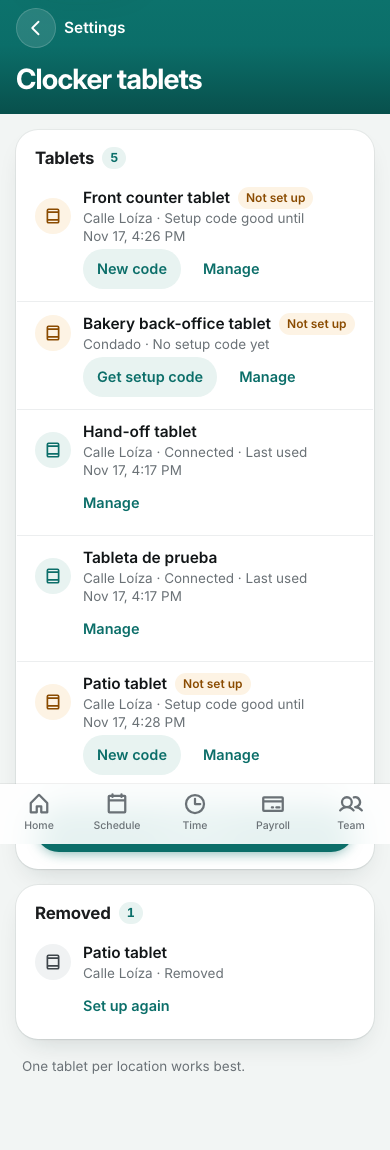 Settings
Clocker tablets
Tablets 5
Front counter tablet Not set up
Calle Loíza · Setup code good until
Nov 17, 4:26 PM
New code Manage
Bakery back-office tablet Not set up
Condado · No setup code yet
Get setup code Manage
Hand-off tablet
Calle Loíza · Connected · Last used
Nov 17, 4:17 PM
Manage
Tableta de prueba
Calle Loíza · Connected · Last used
Nov 17, 4:17 PM
Manage
Patio tablet Not set up
Calle Loíza · Setup code good until
Nov 17, 4:28 PM
New code Manage
Home Schedule Time Payroll Team
Removed 1
Patio tablet
Calle Loíza · Removed
Set up again
One tablet per location works best.